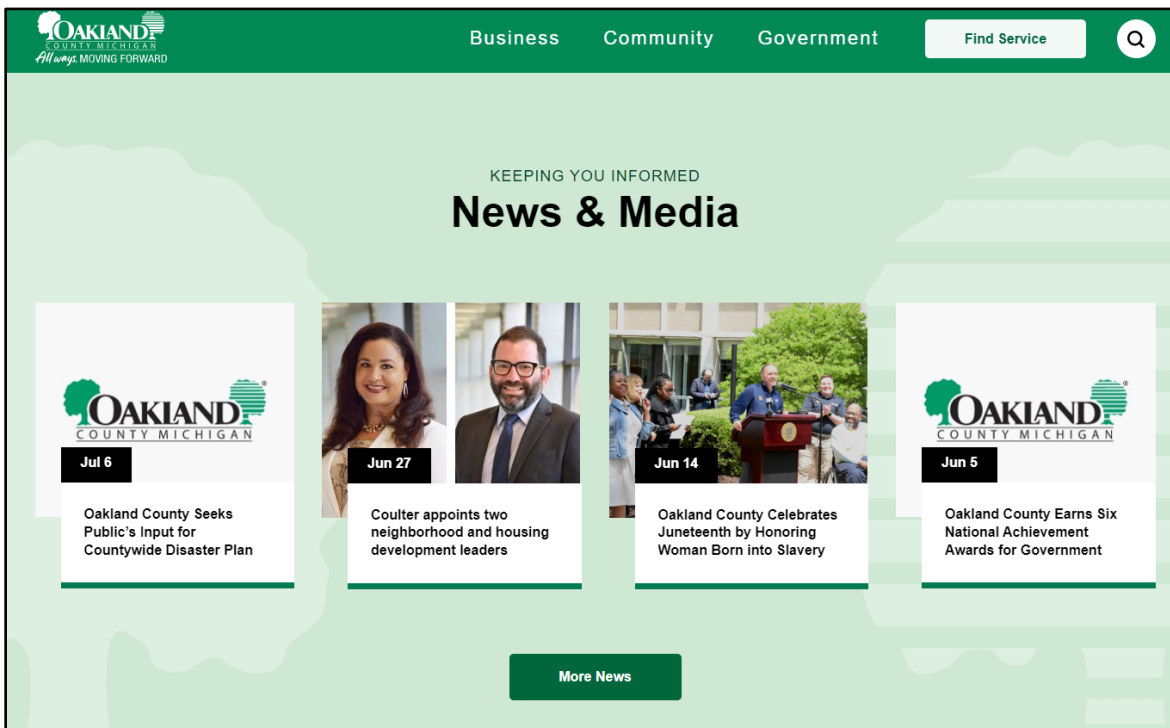 OAKLAND
COUNTY MICHIGAN
All ways, MOVING FORWARD
Business Community Government Find Service
KEEPING YOU INFORMED
News & Media
OAKLAND®
COUNTY MICHIGAN
Jul 6
Oakland County Seeks
Public’s Input for
Countywide Disaster Plan
Jun 27
Coulter appoints two
neighborhood and housing
development leaders
Jun 14
Oakland County Celebrates
Juneteenth by Honoring
Woman Born into Slavery
OAKLAND®
COUNTY MICHIGAN
Jun 5
Oakland County Earns Six
National Achievement
Awards for Government
More News